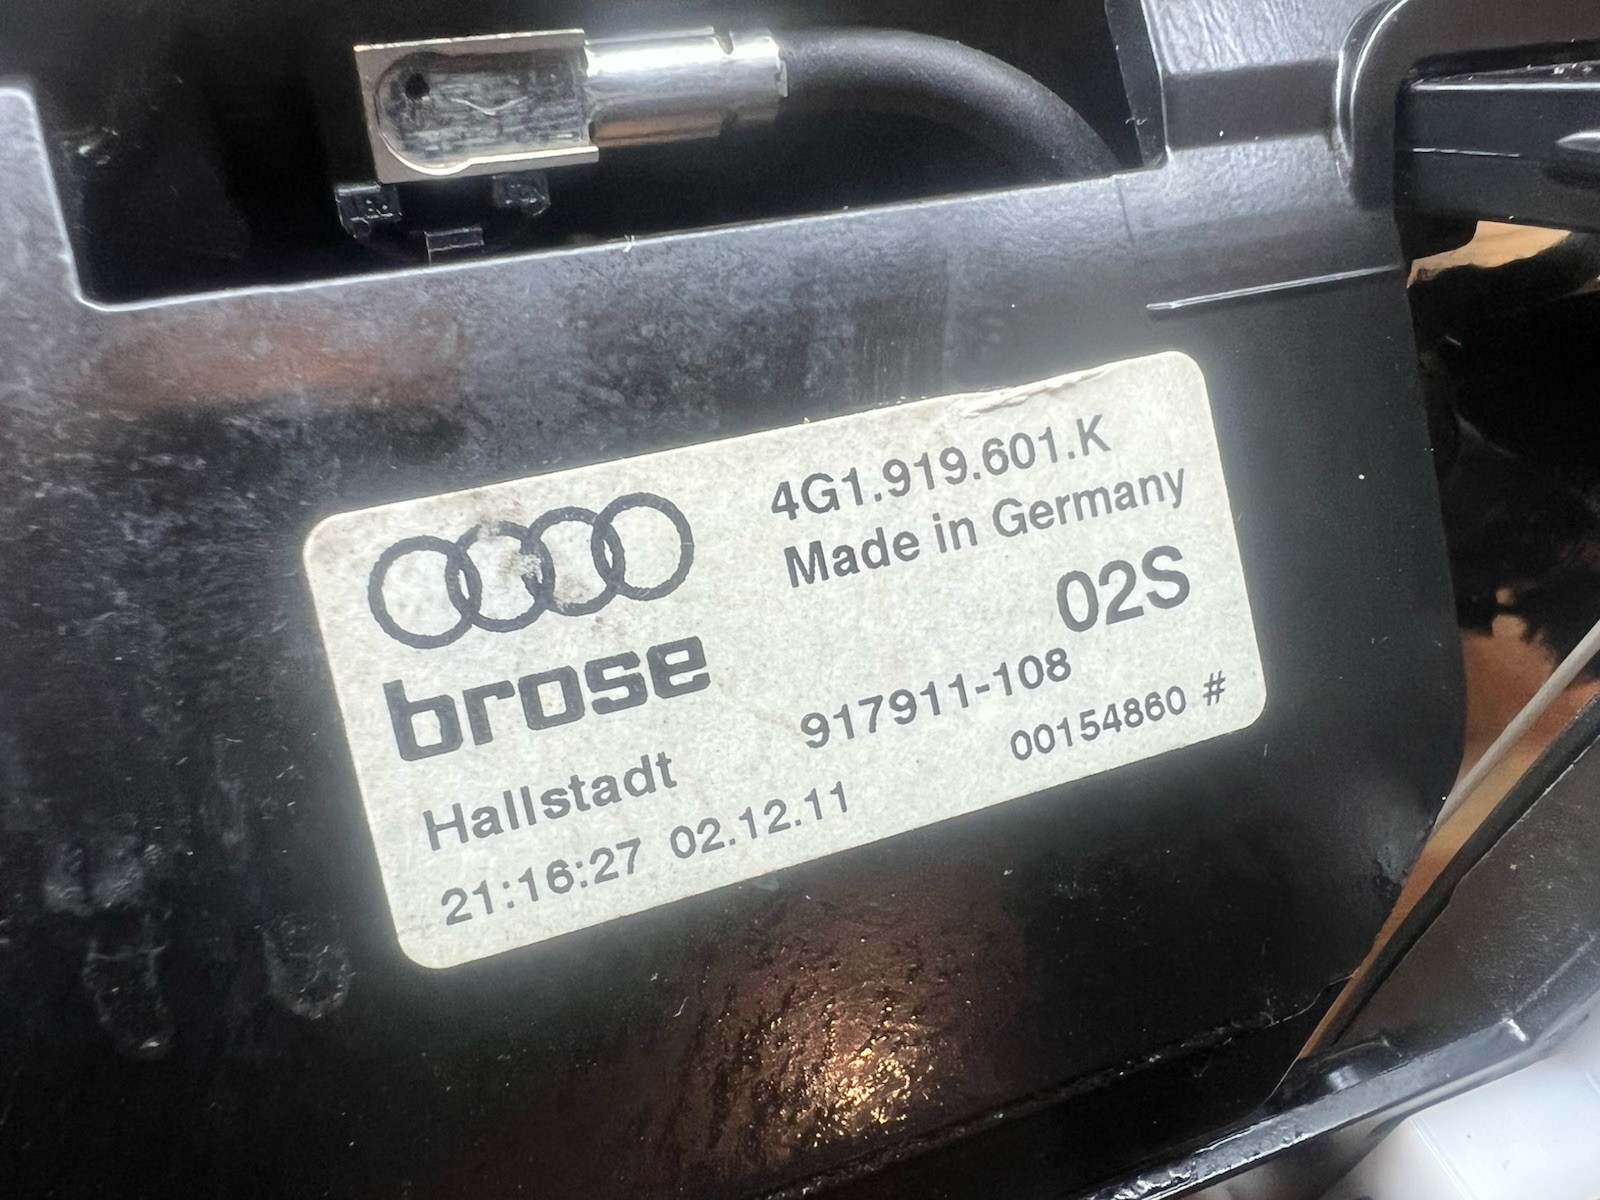 4G1.919.601.K
Made in Germany
02S
brose
917911-108
Hallstadt
00154860 #
21:16:27 02.12.11